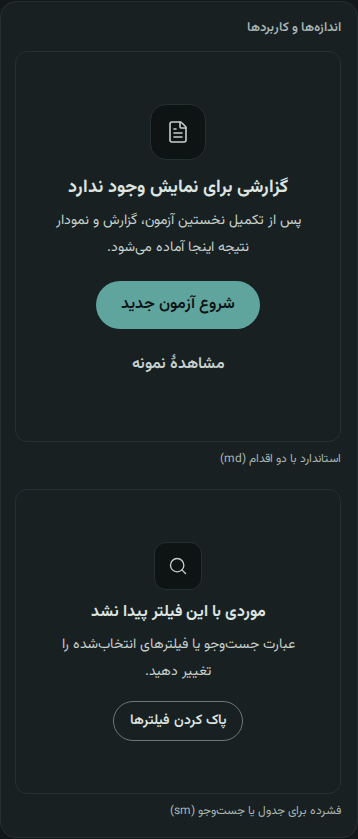 اندازه‌ها و کاربردها
گزارشی برای نمایش وجود ندارد
پس از تکمیل نخستین آزمون، گزارش و نمودار
نتیجه اینجا آماده می‌شود.
شروع آزمون جدید
مشاهدهٔ نمونه
استاندارد با دو اقدام (md)
موردی با این فیلتر پیدا نشد
عبارت جست‌وجو یا فیلترهای انتخاب‌شده را
تغییر دهید.
پاک کردن فیلترها
فشرده برای جدول یا جست‌وجو (sm)